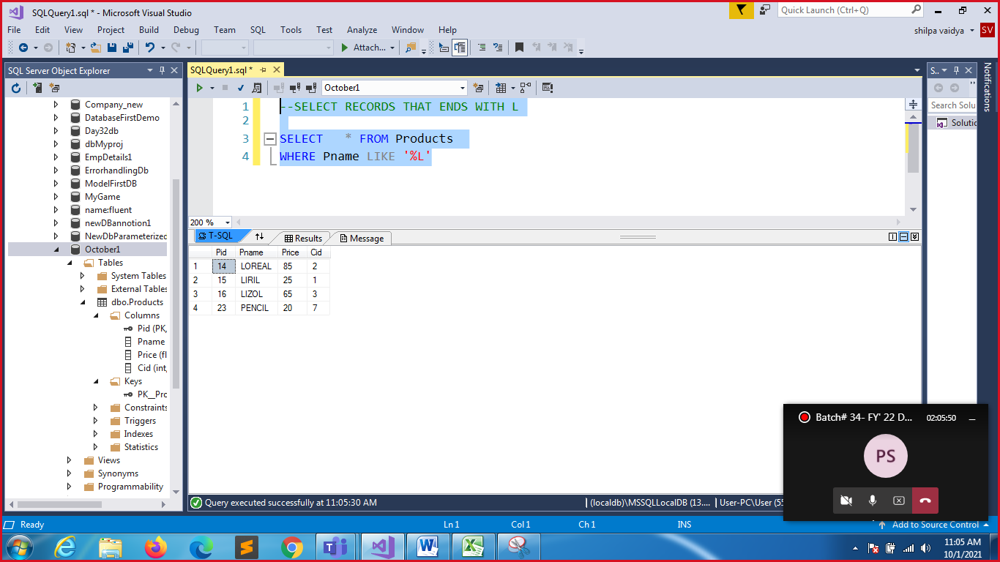 SQLQuery1.sql * - Microsoft Visual Studio
Quick Launch (Ctrl+Q)
File Edit View Project Build Debug Team SQL Tools Test Analyze Window Help
shilpa vaidya SV
Attach...
SQL Server Object Explorer
SQLQuery1.sql *
S..
Notifications
October1
Search Solu
Solutio
Company_new
DatabaseFirstDemo
Day32db
dbMyproj
EmpDetails1
ErrorhandlingDb
ModelFirstDB
MyGame
name:fluent
newDBannotion1
NewDbParameterized
October1
Tables
System Tables
External Tables
dbo.Products
Columns
Pid (PK,
Pname
Price (fl
Cid (int,
Keys
PK__Pro
Constraints
Triggers
Indexes
Statistics
Views
Synonyms
Programmability
1 --SELECT RECORDS THAT ENDS WITH L
2
3 SELECT * FROM Products
4 WHERE Pname LIKE '%L'
200 %
T-SQL Results Message
Pid Pname Price Cid
1 14 LOREAL 85 2
2 15 LIRIL 25 1
3 16 LIZOL 65 3
4 23 PENCIL 20 7
Batch# 34- FY' 22 D... 02:05:50
PS
Query executed successfully at 11:05:30 AM
(localdb)\MSSQLLocalDB (13....
User-PC\User (55
Ready Ln 1 Col 1 Ch 1 INS Add to Source Control
11:05 AM
10/1/2021